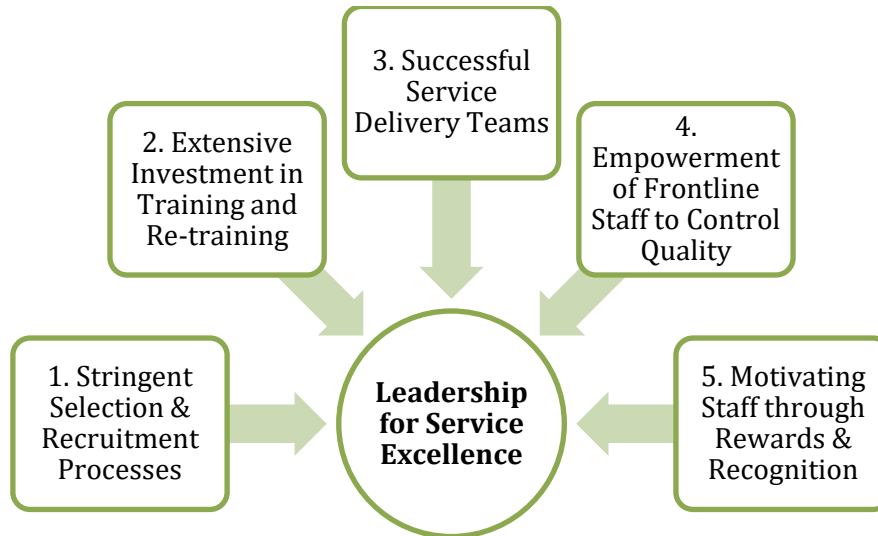 1. Stringent
Selection &
Recruitment
Processes
2. Extensive
Investment in
Training and
Re-training
3. Successful
Service
Delivery Teams
4.
Empowerment
of Frontline
Staff to Control
Quality
5. Motivating
Staff through
Rewards &
Recognition
Leadership
for Service
Excellence